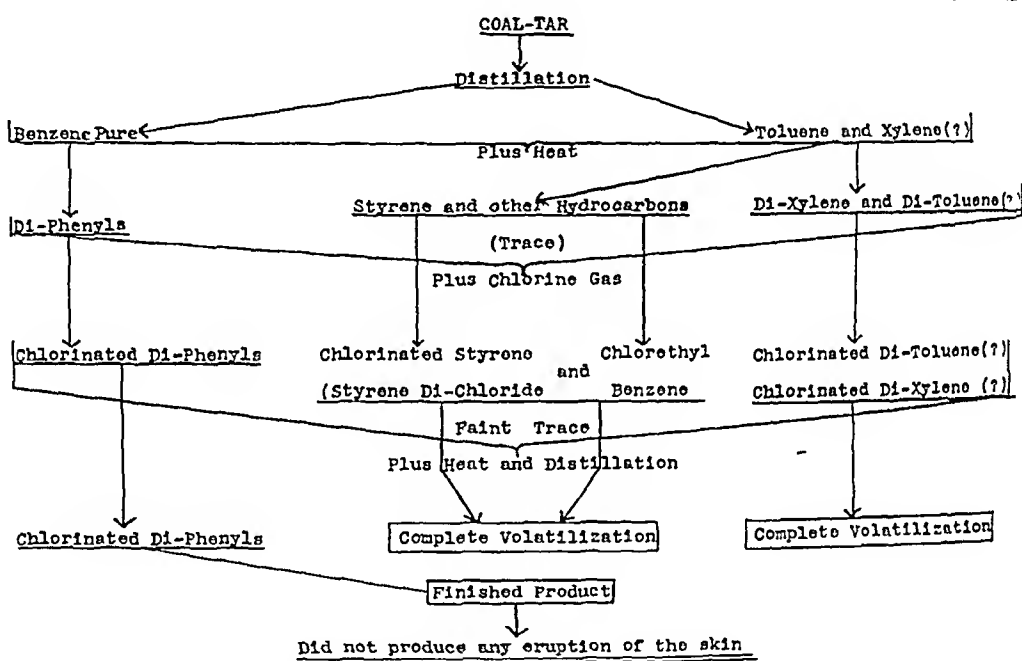 COAL-TAR
Distillation
Benzene Pure
Toluene and Xylene(?)
Plus Heat
Styrene and other Hydrocarbons
Di-Xylene and Di-Toluene(?)
Di-Phenyls
(Trace)
Plus Chlorine Gas
Chlorinated Di-Phenyls
Chlorinated Styrene
and
Chlorethyl
Chlorinated Di-Toluene(?)
(Styrene Di-Chloride
Benzene
Chlorinated Di-Xylene (?)
Faint Trace
Plus Heat and Distillation
Chlorinated Di-Phenyls
Complete Volatilization
Complete Volatilization
Finished Product
Did not produce any eruption of the skin